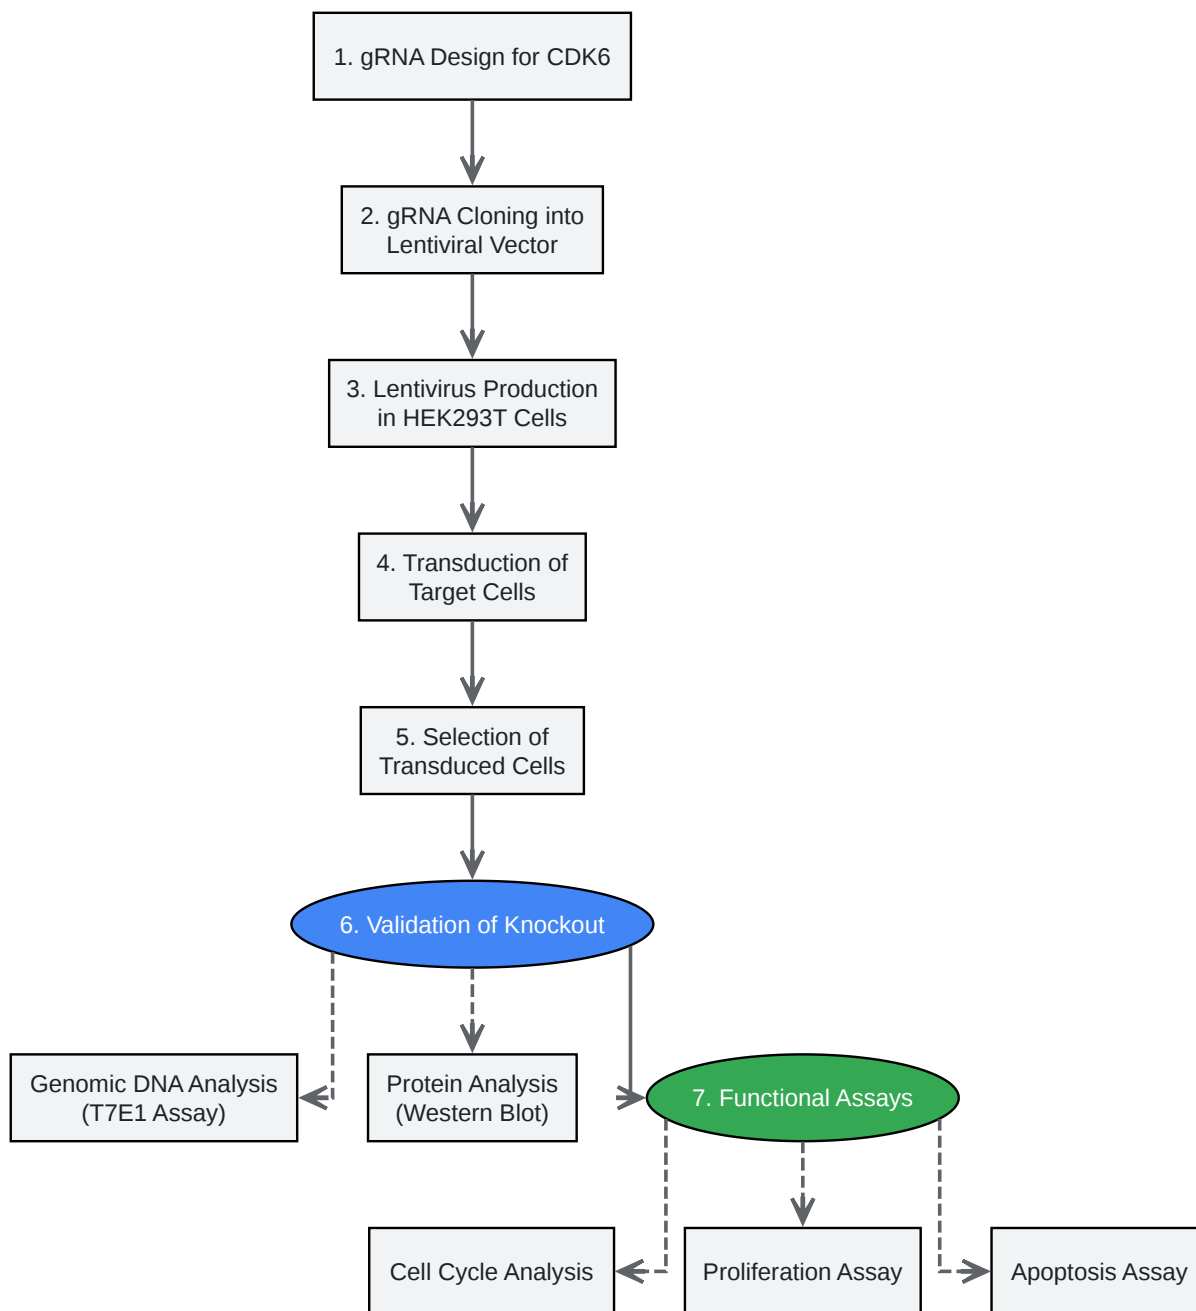 1. gRNA Design for CDK6
2. gRNA Cloning into
Lentiviral Vector
3. Lentivirus Production
in HEK293T Cells
4. Transduction of
Target Cells
5. Selection of
Transduced Cells
6. Validation of Knockout
Genomic DNA Analysis
(T7E1 Assay)
Protein Analysis
(Western Blot)
7. Functional Assays
Cell Cycle Analysis
Proliferation Assay
Apoptosis Assay